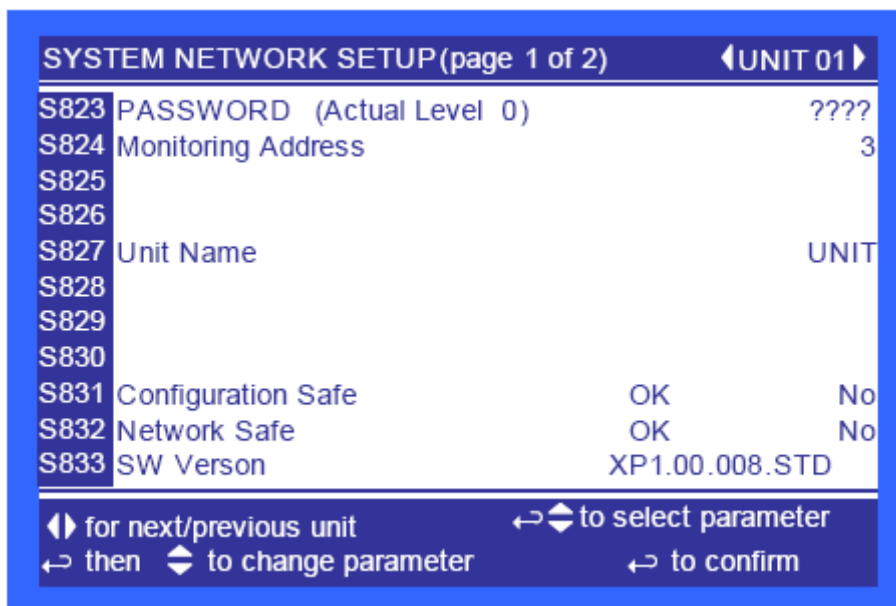 SYSTEM NETWORK SETUP(page 1 of 2) UNIT 01
S823 PASSWORD (Actual Level 0) ????
S824 Monitoring Address 3
S825
S826
S827 Unit Name UNIT
S828
S829
S830
S831 Configuration Safe OK No
S832 Network Safe OK No
S833 SW Verson XP1.00.008.STD
for next/previous unit to select parameter
then to change parameter to confirm